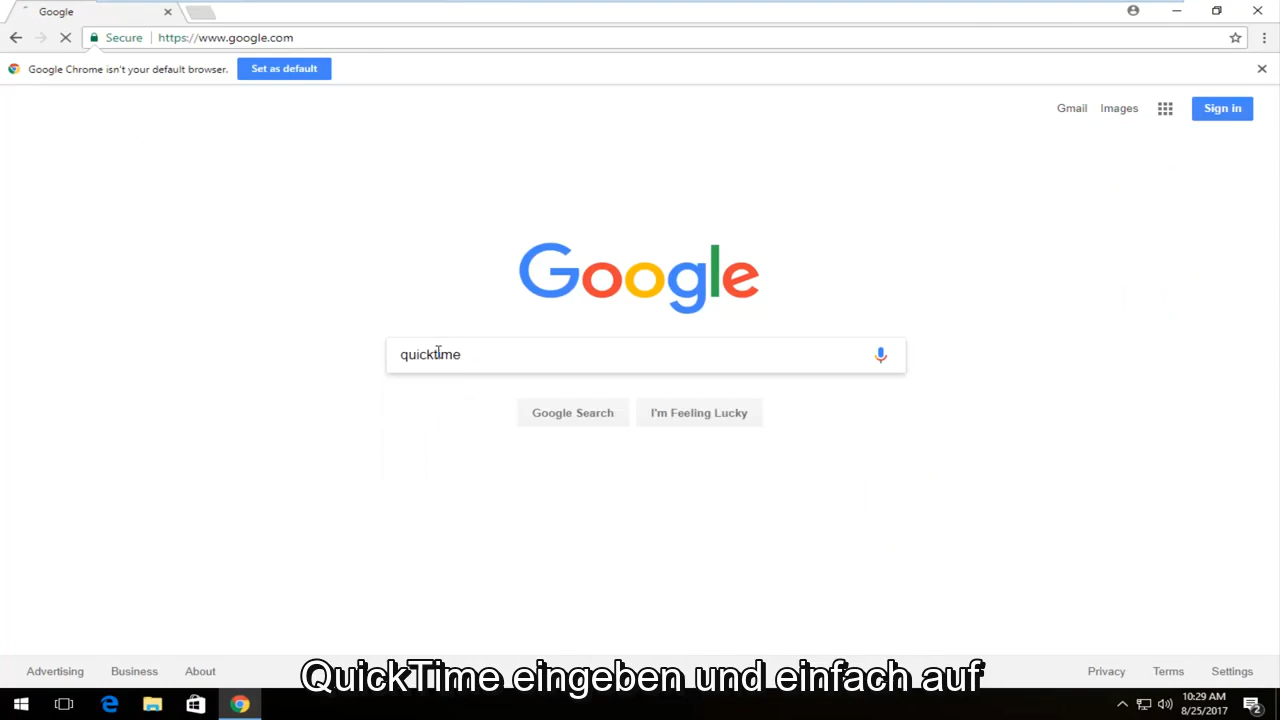 Google
Secure https://www.google.com
Google Chrome isn't your default browser. Set as default
Gmail Images Sign in
Google
quicktime
Google Search I'm Feeling Lucky
Advertising Business About Privacy Terms Settings
QuickTime eingeben und einfach auf
10:29 AM
8/25/2017
2